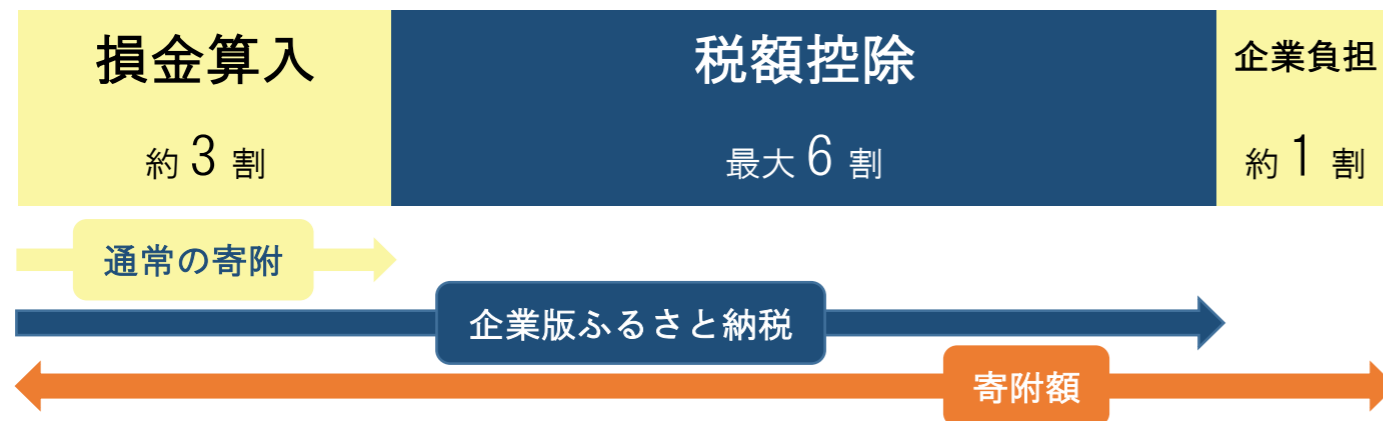 損金算入
約3割
税額控除
最大6割
企業負担
約1割
通常の寄附
企業版ふるさと納税
寄附額